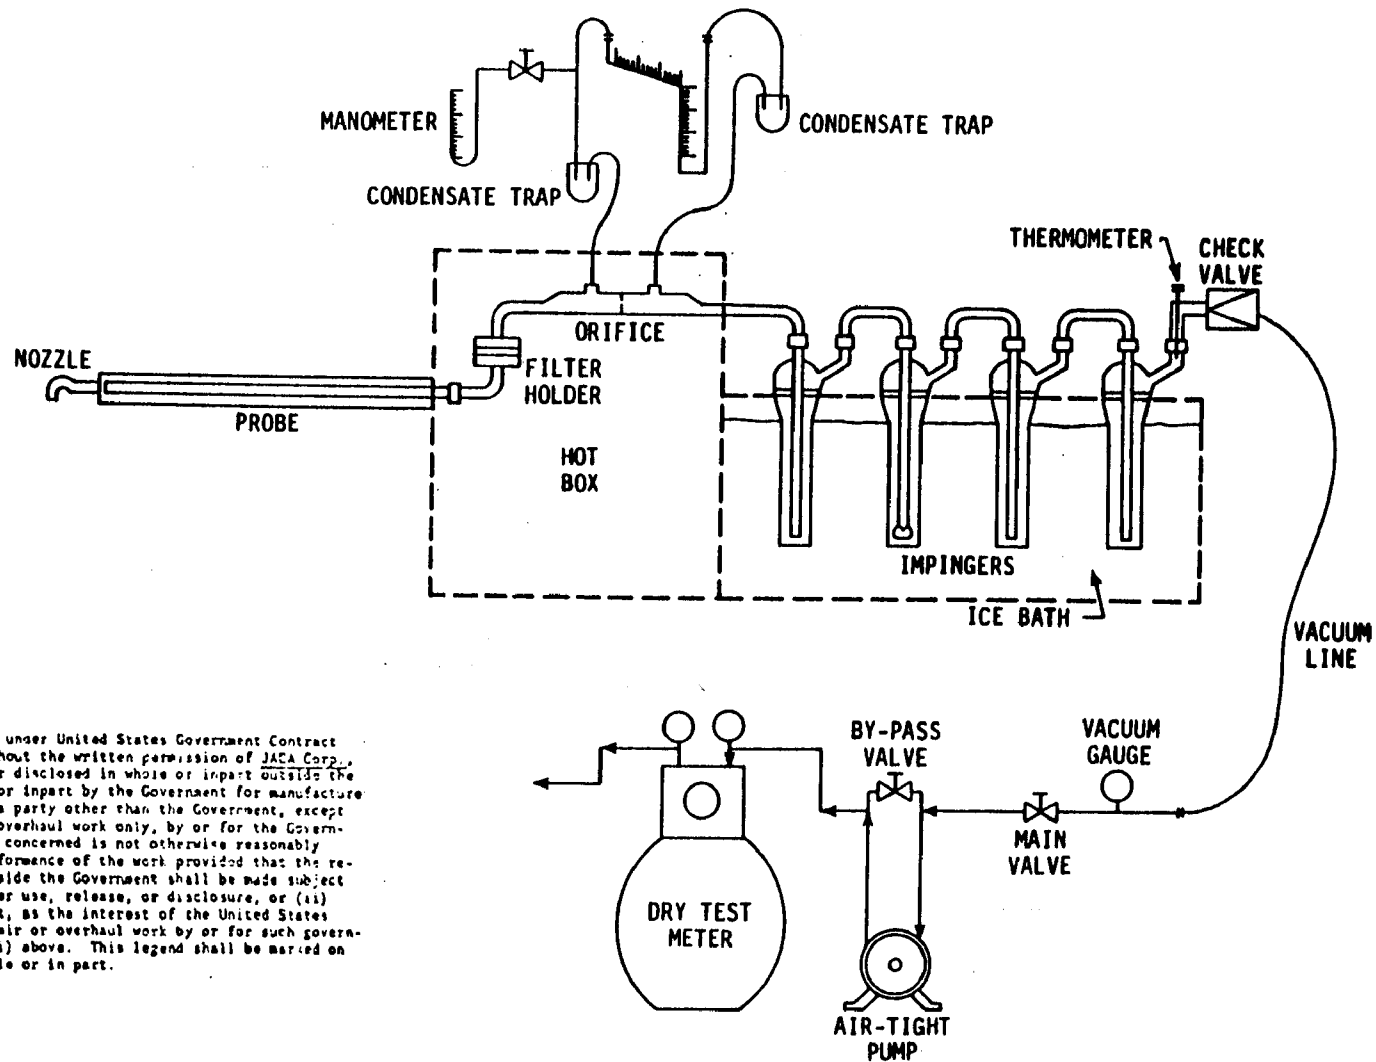 MANOMETER
CONDENSATE TRAP
CONDENSATE TRAP
THERMOMETER
CHECK
VALVE
ORIFICE
NOZZLE
FILTER
HOLDER
PROBE
HOT
BOX
IMPINGERS
ICE BATH
VACUUM
LINE
BY-PASS
VALVE
VACUUM
GAUGE
MAIN
VALVE
DRY TEST
METER
AIR-TIGHT
PUMP
under United States Government Contract
hout the written permission of JACA Corp.,
r disclosed in whole or inpart outside the
or inpart by the Government for manufacture
a party other than the Government, except
overhaul work only, by or for the Govern-
concerned is not otherwise reasonably
formance of the work provided that the re-
side the Government shall be made subject
er use, release, or disclosure, or (ii)
t, as the interest of the United States
air or overhaul work by or for such govern-
i) above. This legend shall be marked on
le or in part.